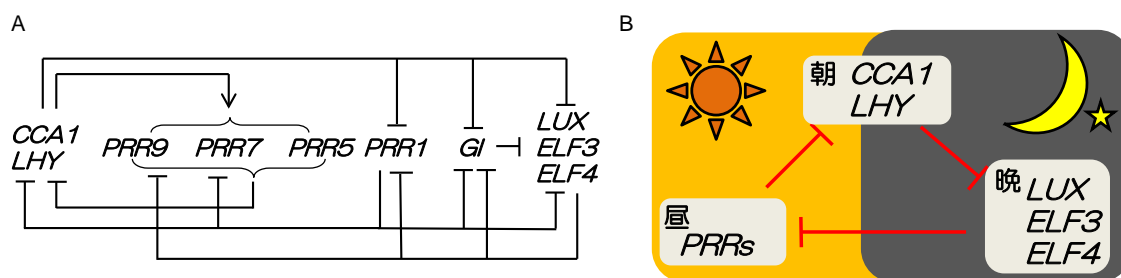 A
CCA1
LHY
PRR9 PRR7 PRR5 PRR1 GI
LUX
ELF3
ELF4
B
朝 CCA1
LHY
昼
PRRs
晩 LUX
ELF3
ELF4